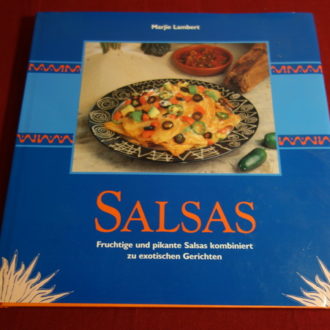 Marjie Lambert
SALSAS
Fruchtige und pikante Salsas kombiniert
zu exotischen Gerichten